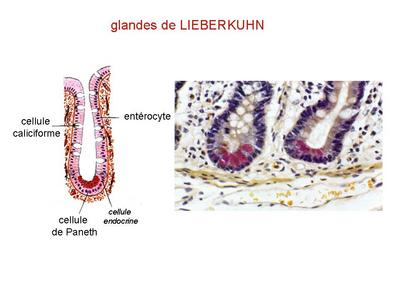 glandes de LIEBERKUHN
cellule
caliciforme
entérocyte
cellule
de Paneth
cellule
endocrine